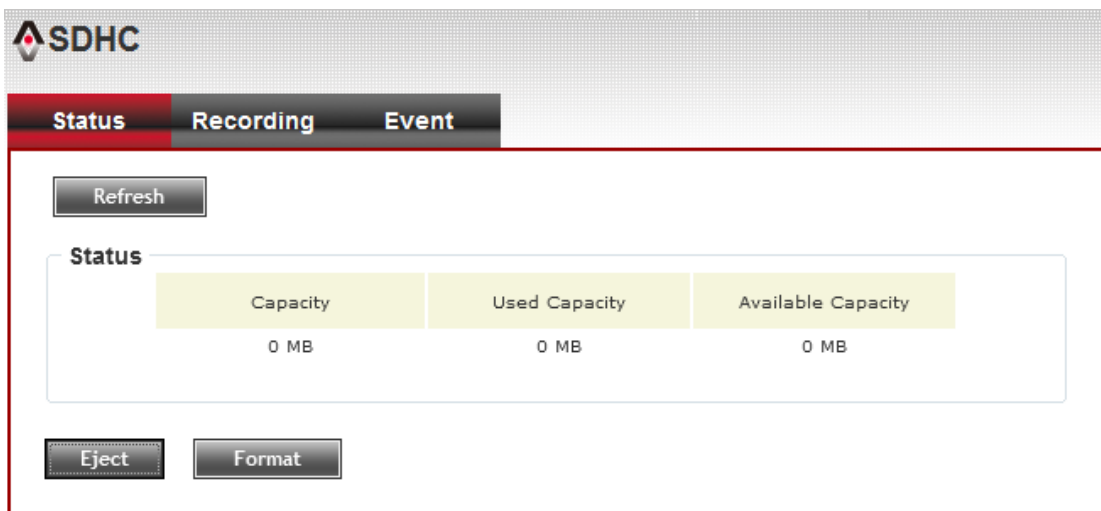 SDHC
Status Recording Event
Refresh
Status
Capacity Used Capacity Available Capacity
0 MB 0 MB 0 MB
Eject Format